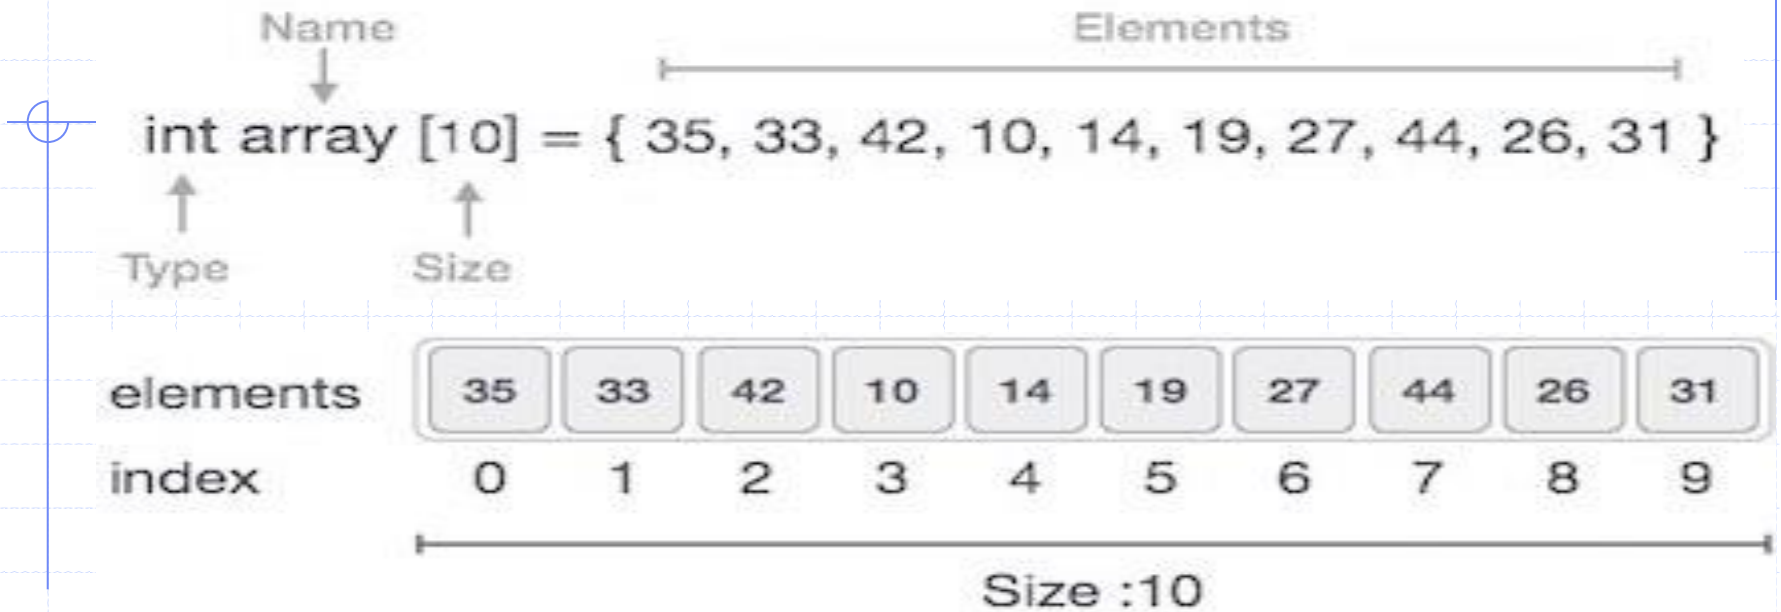 Name Elements
int array [10] = { 35, 33, 42, 10, 14, 19, 27, 44, 26, 31 }
Type Size
elements 35 33 42 10 14 19 27 44 26 31
index 0 1 2 3 4 5 6 7 8 9
Size :10